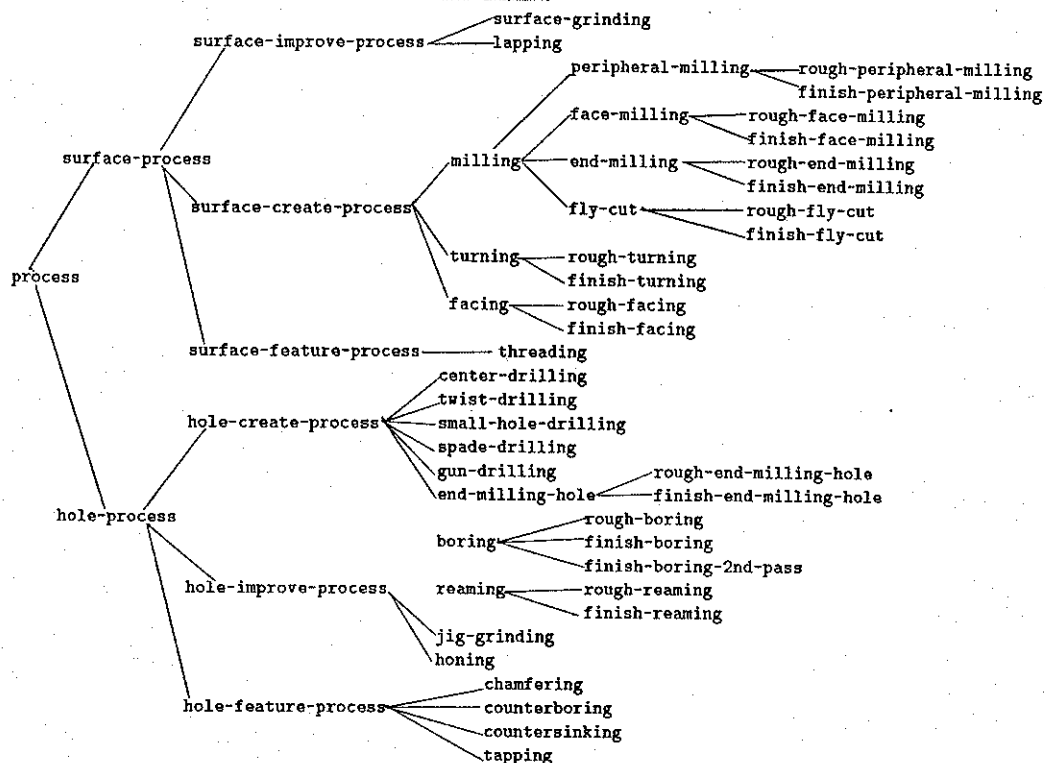 surface-grinding
surface-improve-process
lapping
peripheral-milling
rough-peripheral-milling
finish-peripheral-milling
face-milling
rough-face-milling
finish-face-milling
surface-process
milling
end-milling
rough-end-milling
finish-end-milling
surface-create-process
fly-cut
rough-fly-cut
finish-fly-cut
turning
rough-turning
process
finish-turning
facing
rough-facing
finish-facing
surface-feature-process
threading
center-drilling
twist-drilling
hole-create-process
small-hole-drilling
spade-drilling
gun-drilling
rough-end-milling-hole
end-milling-hole
finish-end-milling-hole
hole-process
rough-boring
boring
finish-boring
finish-boring-2nd-pass
hole-improve-process
reaming
rough-reaming
finish-reaming
jig-grinding
honing
chamfering
hole-feature-process
counterboring
countersinking
tapping